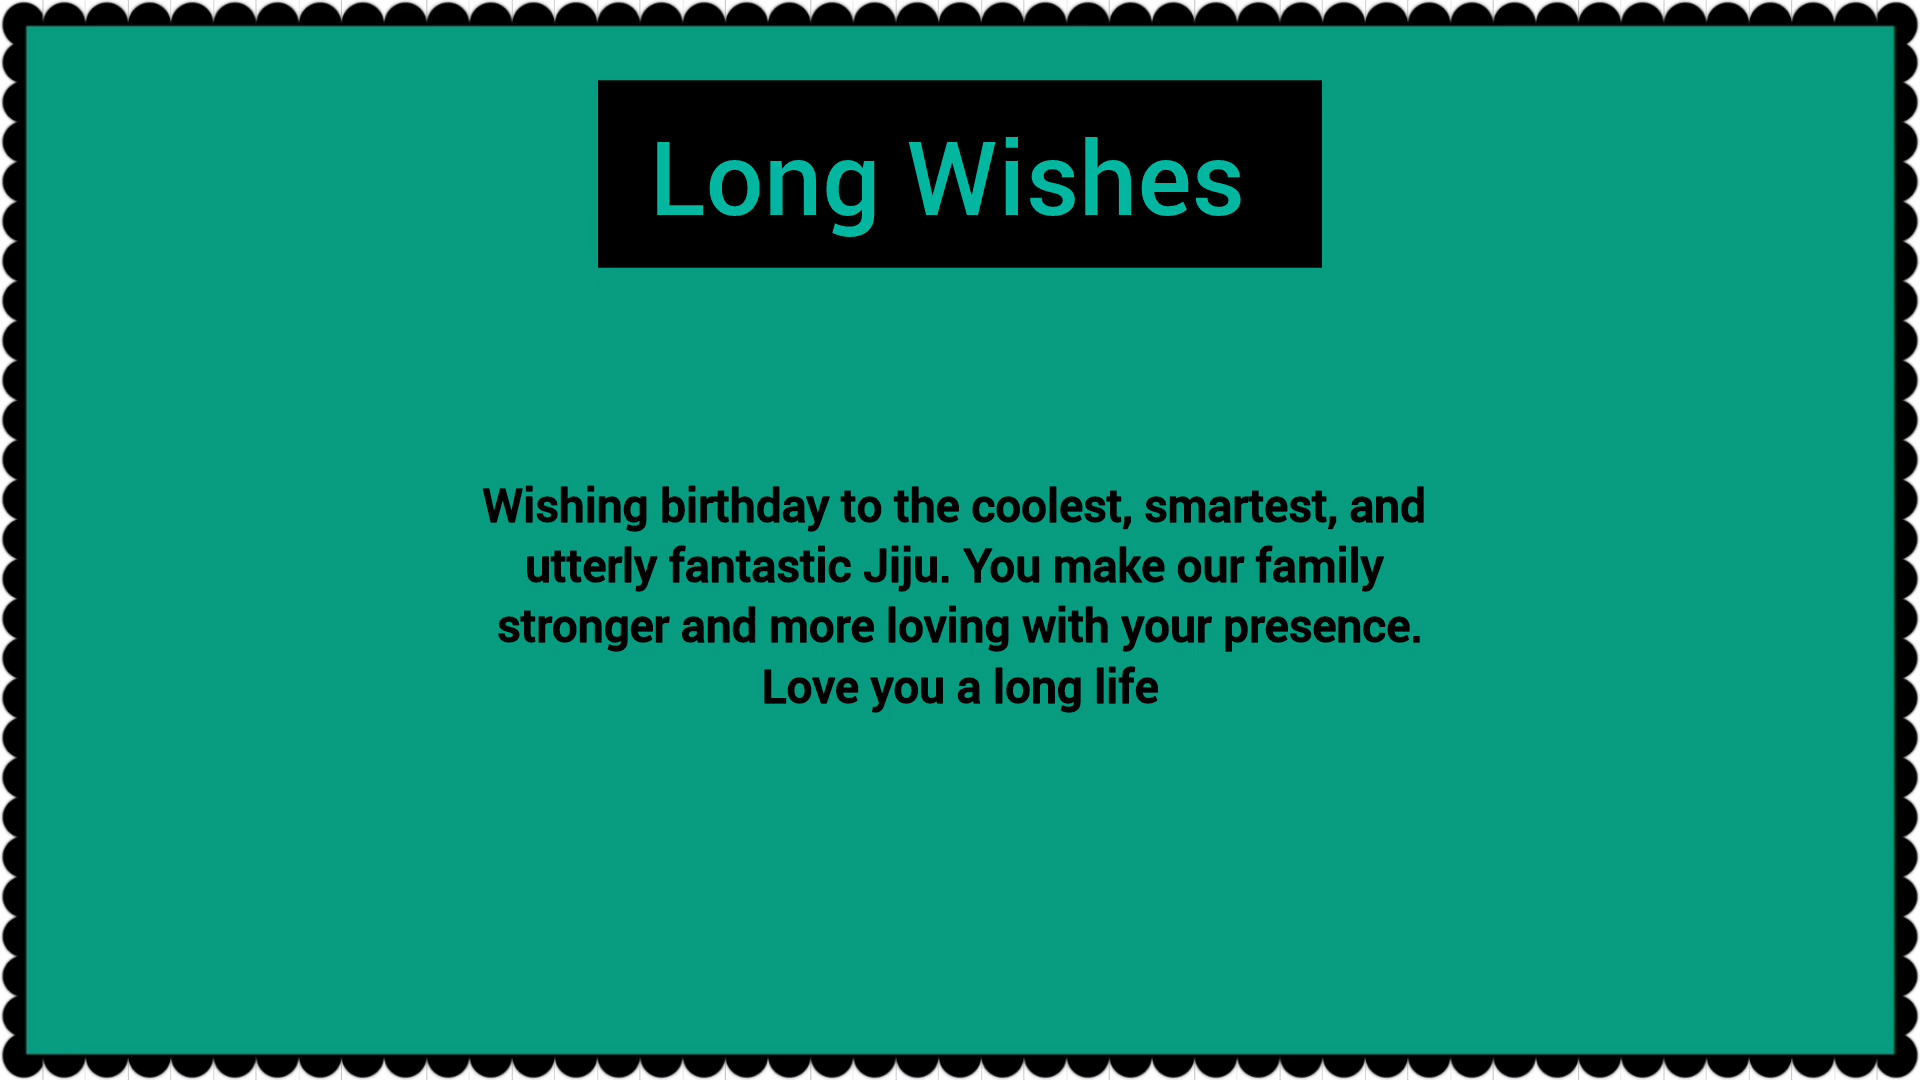 Long Wishes
Wishing birthday to the coolest, smartest, and
utterly fantastic Jiju. You make our family
stronger and more loving with your presence.
Love you a long life